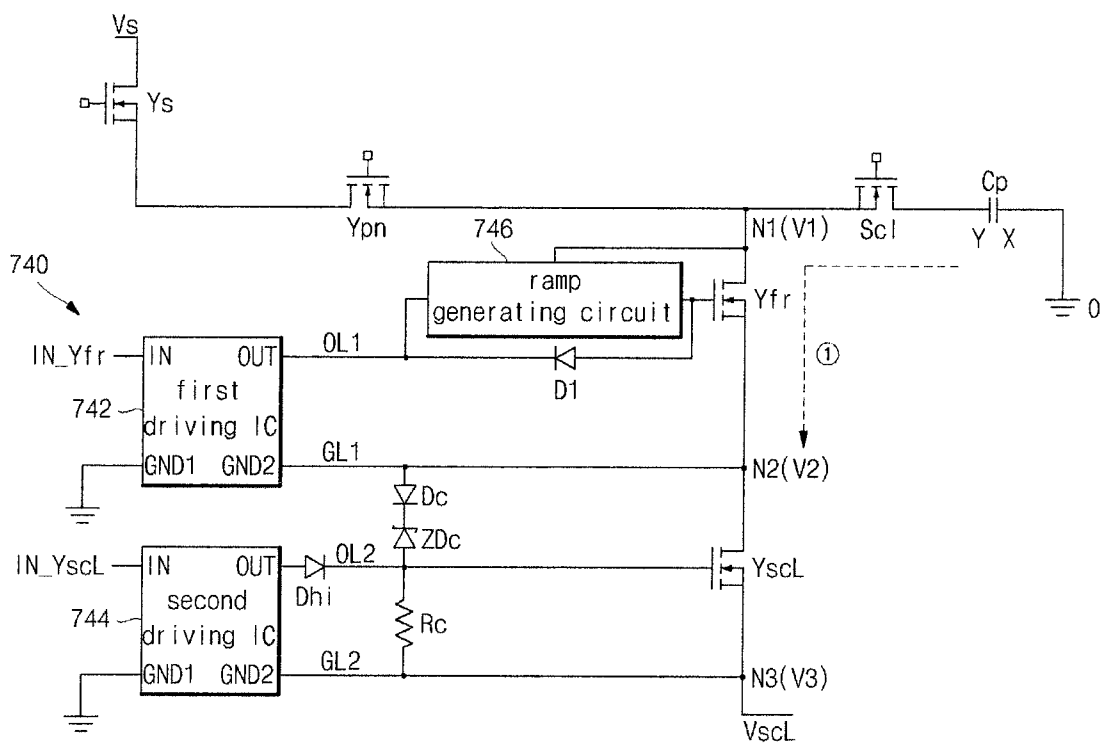 Vs
Ys
Ypn
Scl
Cp
Y X
N1(V1)
0
746
ramp
generating circuit
Yfr
740
IN_Yfr
IN OUT
OL1
D1
①
742
first
driving IC
GND1 GND2
GL1
N2(V2)
Dc
ZDc
IN_YscL
IN OUT
OL2
Dhi
YscL
744
second
driving IC
Rc
GND1 GND2
GL2
N3(V3)
VscL